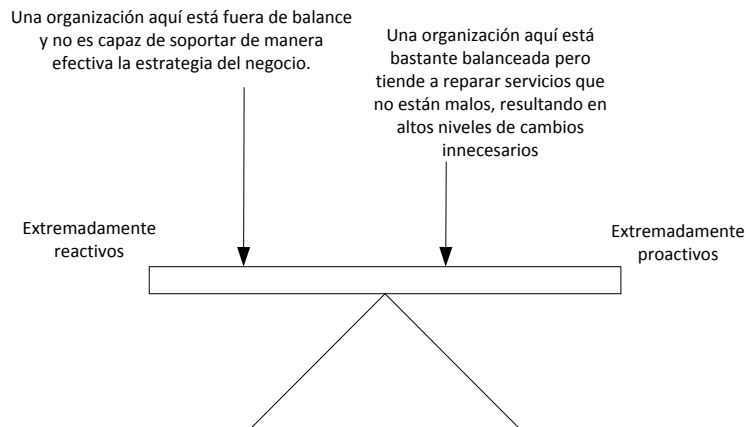 Una organización aquí está fuera de balance
y no es capaz de soportar de manera
efectiva la estrategia del negocio.
Una organización aquí está
bastante balanceada pero
tiende a reparar servicios que
no están malos, resultando en
altos niveles de cambios
innecesarios
Extremadamente
reactivos
Extremadamente
proactivos